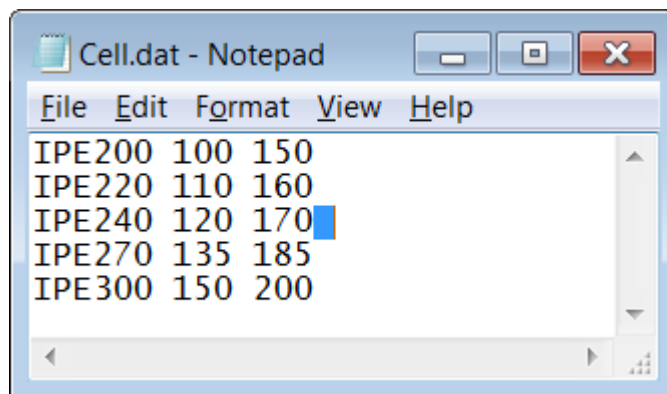 Cell.dat - Notepad
File Edit Format View Help
IPE200 100 150
IPE220 110 160
IPE240 120 170
IPE270 135 185
IPE300 150 200